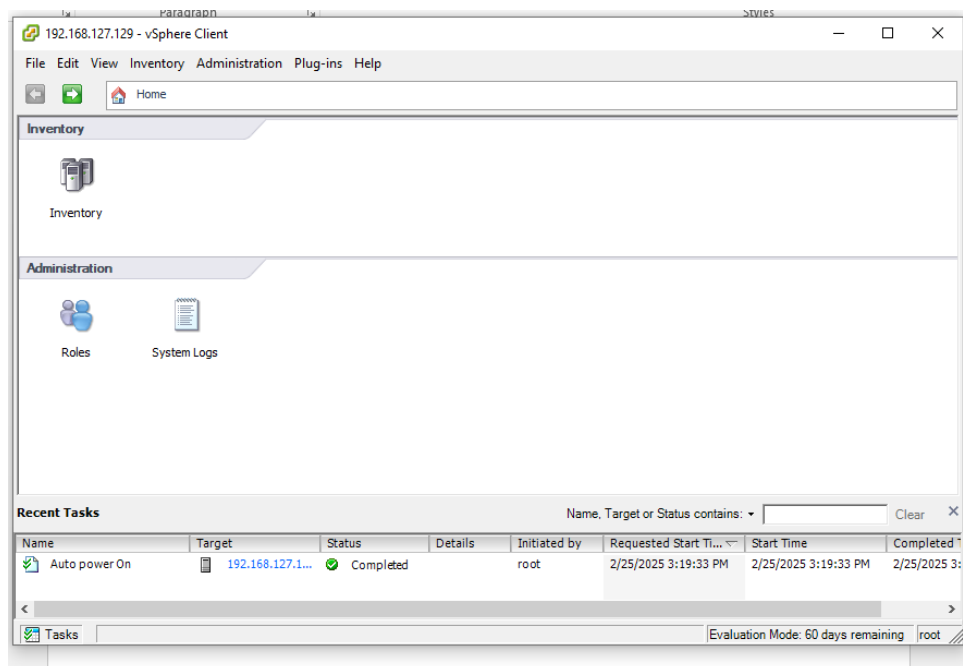 Paragraph Styles
192.168.127.129 - vSphere Client
File Edit View Inventory Administration Plug-ins Help
Home
Inventory
Inventory
Administration
Roles System Logs
Recent Tasks Name, Target or Status contains: Clear
Name Target Status Details Initiated by Requested Start Ti... Start Time Completed T
Auto power On 192.168.127.1... Completed root 2/25/2025 3:19:33 PM 2/25/2025 3:19:33 PM 2/25/2025 3:
Tasks Evaluation Mode: 60 days remaining root